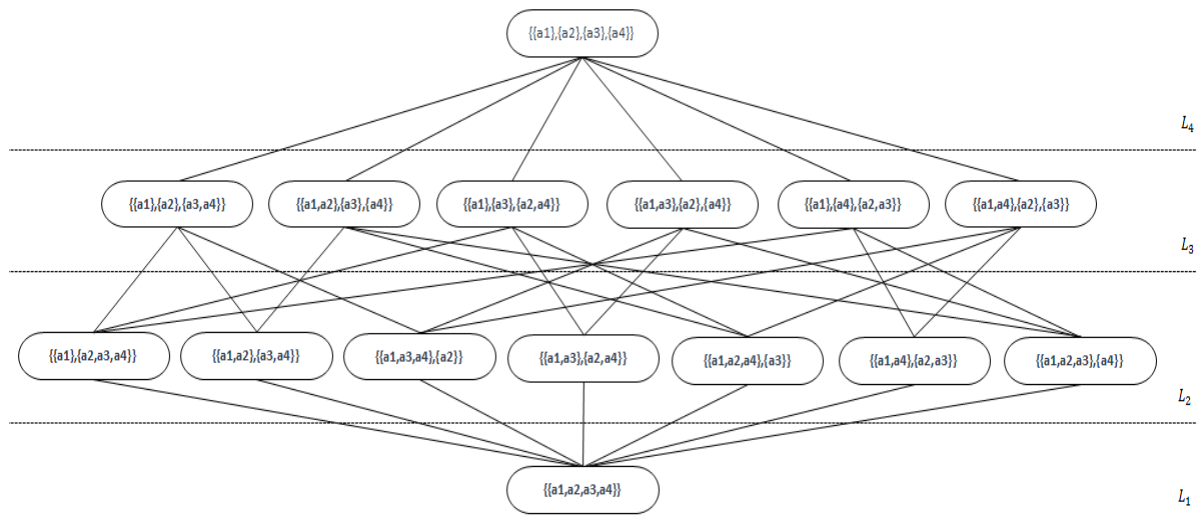 {{a1},{a2},{a3},{a4}}
L4
{{a1},{a2},{a3,a4}}
{{a1,a2},{a3},{a4}}
{{a1},{a3},{a2,a4}}
{{a1,a3},{a2},{a4}}
{{a1},{a4},{a2,a3}}
{{a1,a4},{a2},{a3}}
L3
{{a1},{a2,a3,a4}}
{{a1,a2},{a3,a4}}
{{a1,a3,a4},{a2}}
{{a1,a3},{a2,a4}}
{{a1,a2,a4},{a3}}
{{a1,a4},{a2,a3}}
{{a1,a2,a3},{a4}}
L2
{{a1,a2,a3,a4}}
L1